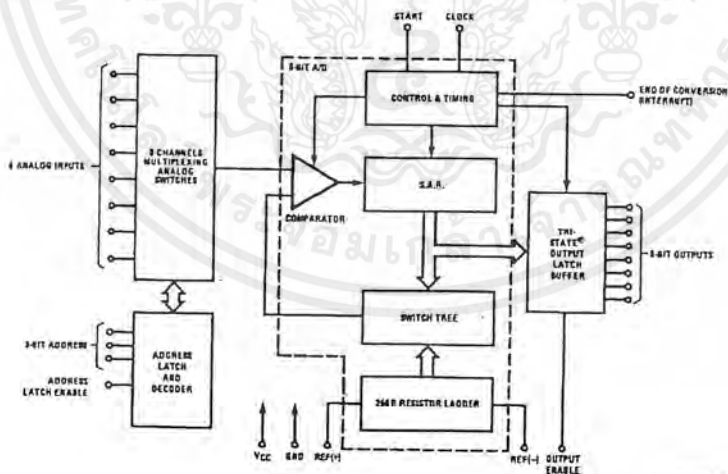 START CLOCK
8-BIT A/D
CONTROL & TIMING
END OF CONVERSION
(INTERRUPT)
8 CHANNELS
MULTIPLEXING
ANALOG
SWITCHES
8 ANALOG INPUTS
S.A.R.
COMPARATOR
TRI-
STATE®
OUTPUT
LATCH
BUFFER
8-BIT OUTPUTS
SWITCH TREE
3-BIT ADDRESS
ADDRESS
LATCH
AND
DECODER
ADDRESS
LATCH ENABLE
256 R RESISTOR LADDER
VCC GND REF(+) REF(−) OUTPUT
ENABLE